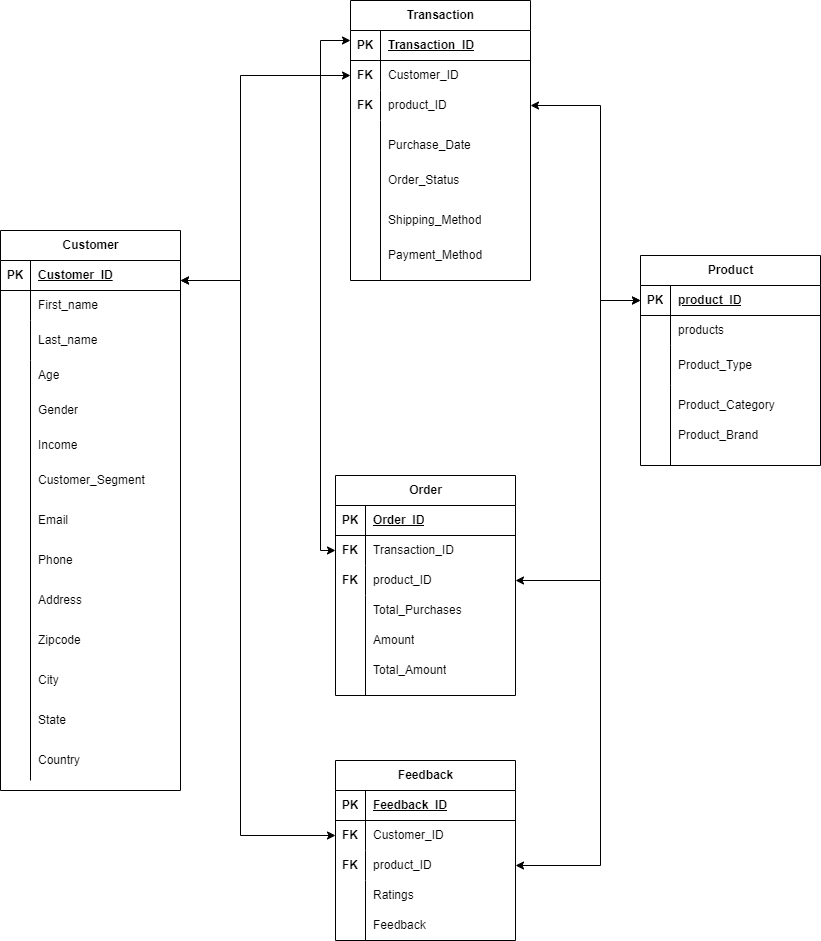 Transaction
PK Transaction_ID
FK Customer_ID
FK product_ID
Purchase_Date
Order_Status
Shipping_Method
Payment_Method
Customer
PK Customer_ID
First_name
Last_name
Age
Gender
Income
Customer_Segment
Email
Phone
Address
Zipcode
City
State
Country
Product
PK product_ID
products
Product_Type
Product_Category
Product_Brand
Order
PK Order_ID
FK Transaction_ID
FK product_ID
Total_Purchases
Amount
Total_Amount
Feedback
PK Feedback_ID
FK Customer_ID
FK product_ID
Ratings
Feedback